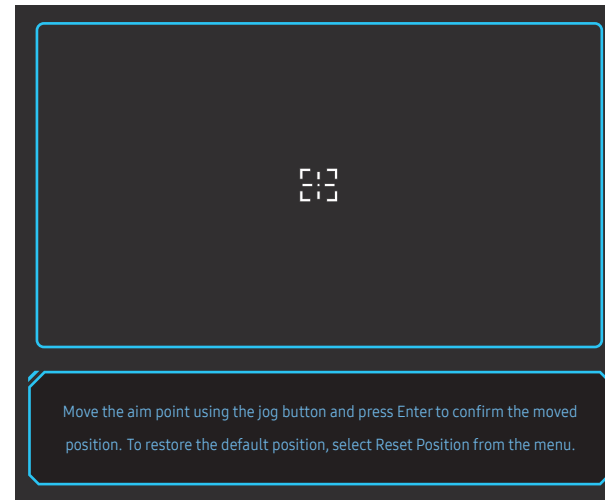 Move the aim point using the jog button and press Enter to confirm the moved
position. To restore the default position, select Reset Position from the menu.